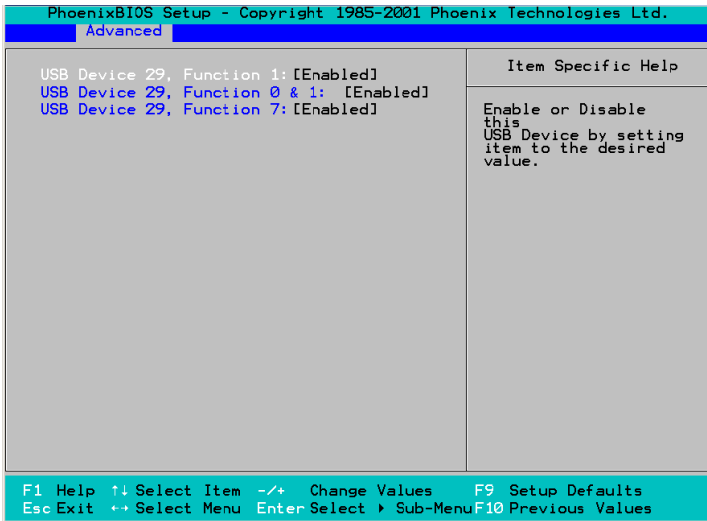 PhoenixBIOS Setup - Copyright 1985-2001 Phoenix Technologies Ltd.
Advanced
USB Device 29, Function 1: [Enabled]
USB Device 29, Function 0 & 1: [Enabled]
USB Device 29, Function 7: [Enabled]
Item Specific Help
Enable or Disable
this
USB Device by setting
item to the desired
value.
F1 Help ↑↓ Select Item -/+ Change Values F9 Setup Defaults
Esc Exit ↔ Select Menu Enter Select ▸ Sub-Menu F10 Previous Values